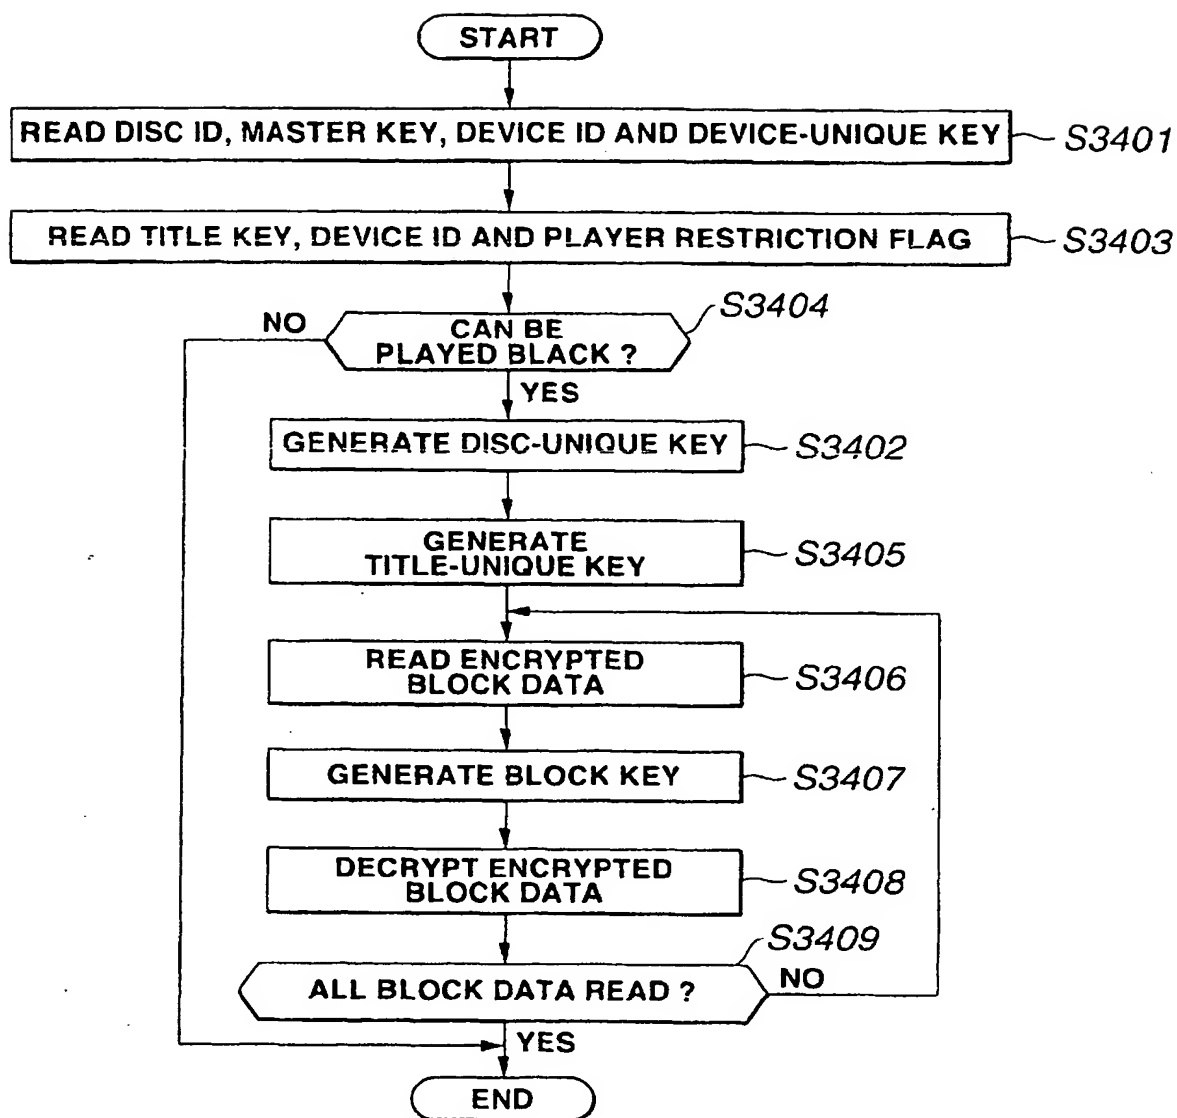 START
READ DISC ID, MASTER KEY, DEVICE ID AND DEVICE-UNIQUE KEY
S3401
READ TITLE KEY, DEVICE ID AND PLAYER RESTRICTION FLAG
S3403
S3404
NO
CAN BE
PLAYED BLACK ?
YES
GENERATE DISC-UNIQUE KEY
S3402
GENERATE
TITLE-UNIQUE KEY
S3405
READ ENCRYPTED
BLOCK DATA
S3406
GENERATE BLOCK KEY
S3407
DECRYPT ENCRYPTED
BLOCK DATA
S3408
S3409
ALL BLOCK DATA READ ?
NO
YES
END